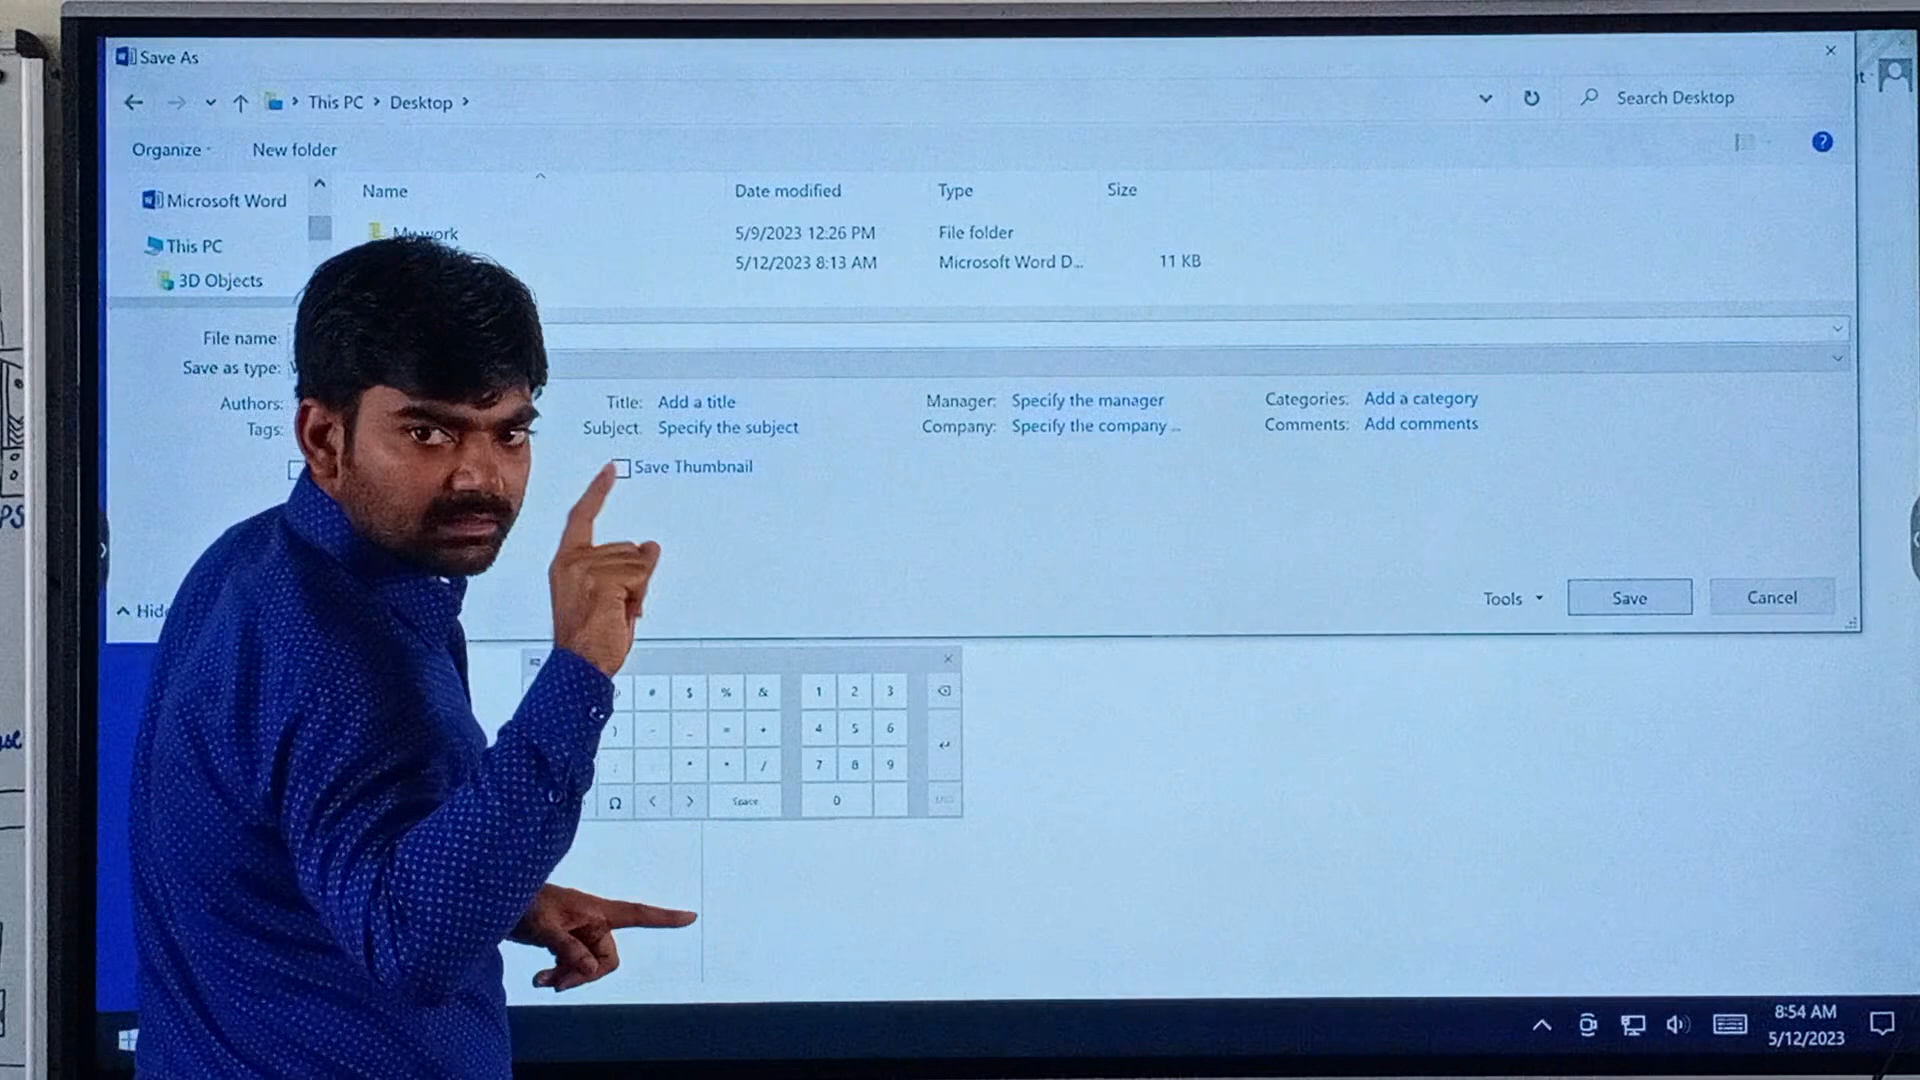 Save As
This PC > Desktop >
Search Desktop
Organize
New folder
Name
Date modified
Type
Size
Microsoft Word
This PC
3D Objects
My work
5/9/2023 12:26 PM
File folder
5/12/2023 8:13 AM
Microsoft Word D...
11 KB
File name:
Save as type:
Authors:
Tags:
Title: Add a title
Subject: Specify the subject
Manager: Specify the manager
Company: Specify the company ...
Categories: Add a category
Comments: Add comments
Save Thumbnail
Tools
Save
Cancel
# $ % & 1 2 3
) - _ = + 4 5 6
/ 7 8 9
Ω < > Space 0
8:54 AM
5/12/2023
PS